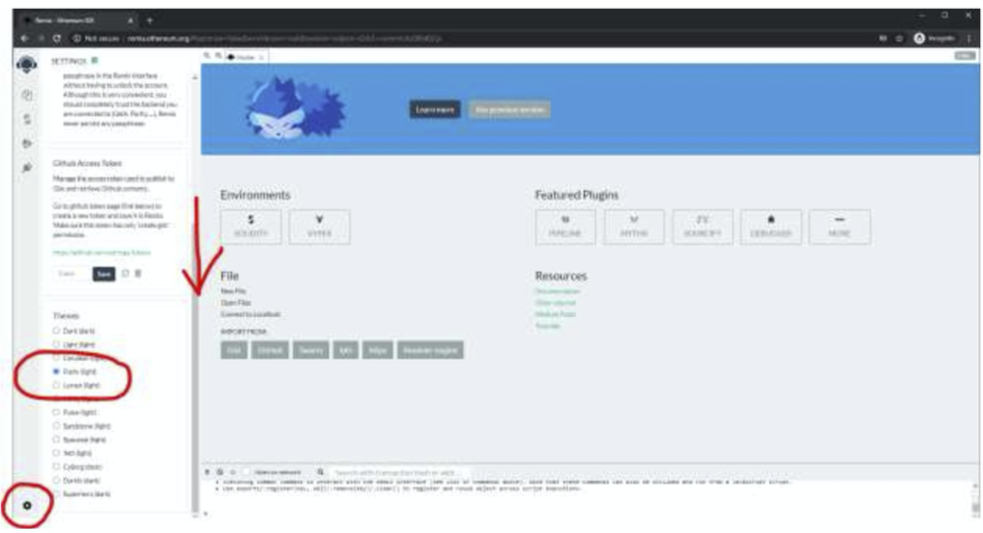 Remix - Ethereum IDE
Not secure | remix.ethereum.org
Incognito
SETTINGS
Home
passphrase in the Remix interface
without having to unlock the account.
Although this is very convenient, you
should completely trust the backend you
are connected to (Geth, Parity, ...). Remix
never persist any passphrase.
Learn more
Use previous version
Github Access Token
Manage the access token used to publish to
Gist and retrieve Github contents.
Go to github token page (link below) to
create a new token and save it in Remix.
Make sure this token has only 'create gist'
permission.
https://github.com/settings/tokens
Save
Themes
Dark (dark)
Light (light)
Cerulean (light)
Flatly (light)
Lumen (light)
Pulse (light)
Sandstone (light)
Spacelab (light)
Yeti (light)
Cyborg (dark)
Darkly (dark)
Superhero (dark)
Environments
SOLIDITY
VYPER
Featured Plugins
PIPELINE
MYTHX
SOURCIFY
DEBUGGER
MORE
File
New File
Open Files
Connect to Localhost
IMPORT FROM:
Gist
GitHub
Swarm
Ipfs
https
Resolver-engine
Resources
Documentation
Gitter channel
Medium Posts
Tutorials
listen on network
Search with transaction hash or addr...